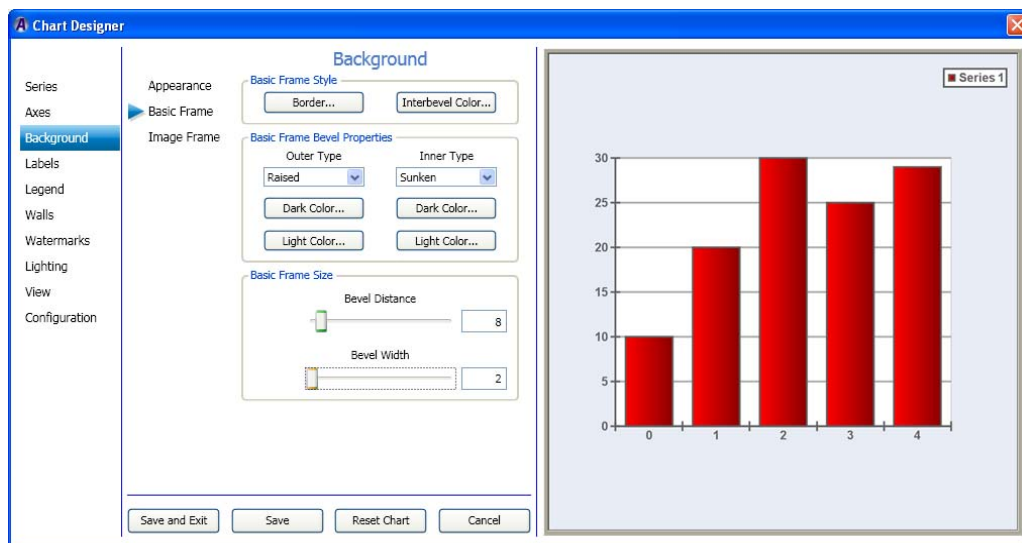 Chart Designer
Series
Axes
Background
Labels
Legend
Walls
Watermarks
Lighting
View
Configuration
Appearance
Basic Frame
Image Frame
Background
Basic Frame Style
Border...
Interbevel Color...
Basic Frame Bevel Properties
Outer Type
Inner Type
Raised
Sunken
Dark Color...
Dark Color...
Light Color...
Light Color...
Basic Frame Size
Bevel Distance
8
Bevel Width
2
Save and Exit
Save
Reset Chart
Cancel
Series 1
30
25
20
15
10
5
0
0
1
2
3
4